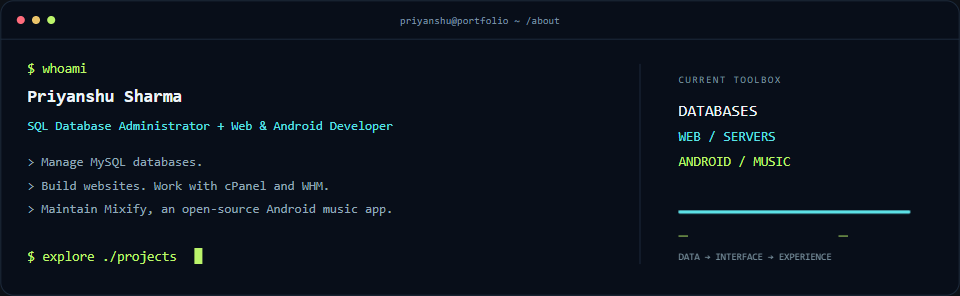 priyanshu@portfolio ~ /about
$ whoami
Priyanshu Sharma
SQL Database Administrator + Web & Android Developer
> Manage MySQL databases.
> Build websites. Work with cPanel and WHM.
> Maintain Mixify, an open-source Android music app.
$ explore ./projects
CURRENT TOOLBOX
DATABASES
WEB / SERVERS
ANDROID / MUSIC
DATA → INTERFACE → EXPERIENCE